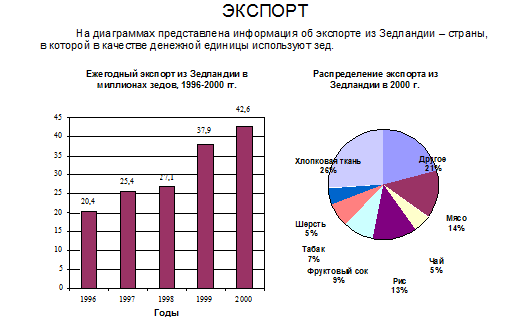 ЭКСПОРТ
На диаграммах представлена информация об экспорте из Зедландии – страны,
в которой в качестве денежной единицы используют зед.
Ежегодный экспорт из Зедландии в
миллионах зедов, 1996-2000 гг.
45
40
35
30
25
20
15
10
5
0
20,4
25,4
27,1
37,9
42,6
1996
1997
1998
1999
2000
Годы
Распределение экспорта из
Зедландии в 2000 г.
Другое
21%
Мясо
14%
Чай
5%
Рис
13%
Фруктовый сок
9%
Табак
7%
Шерсть
5%
Хлопковая ткань
26%